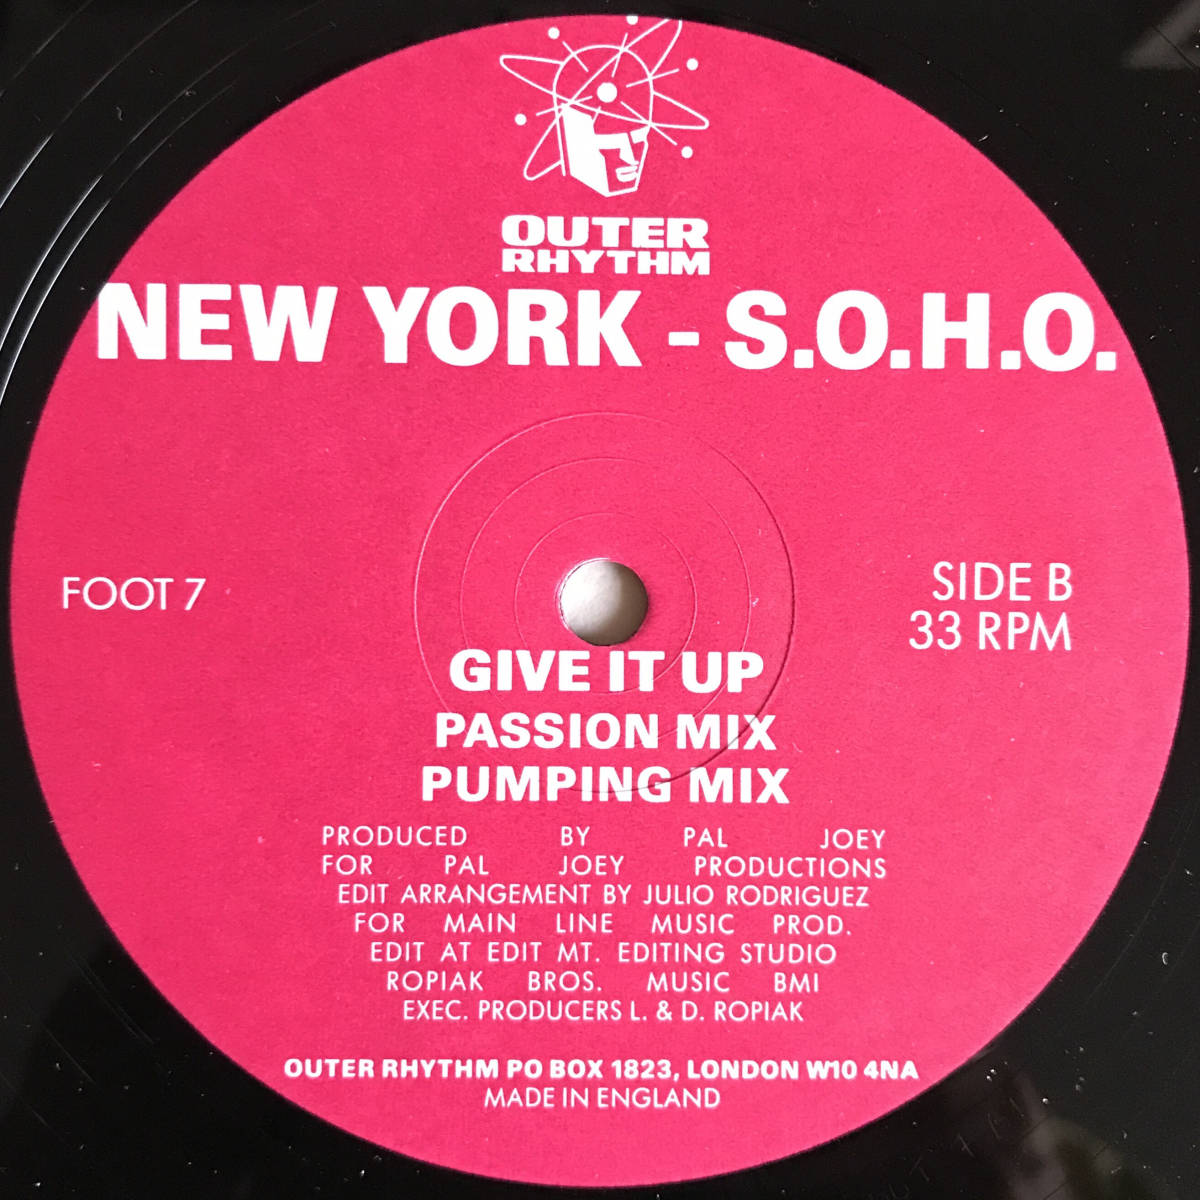 OUTER
RHYTHM
NEW YORK - S.O.H.O.
FOOT 7
SIDE B
33 RPM
GIVE IT UP
PASSION MIX
PUMPING MIX
PRODUCED BY PAL JOEY
FOR PAL JOEY PRODUCTIONS
EDIT ARRANGEMENT BY JULIO RODRIGUEZ
FOR MAIN LINE MUSIC PROD.
EDIT AT EDIT MT. EDITING STUDIO
ROPIAK BROS. MUSIC BMI
EXEC. PRODUCERS L. & D. ROPIAK
OUTER RHYTHM PO BOX 1823, LONDON W10 4NA
MADE IN ENGLAND